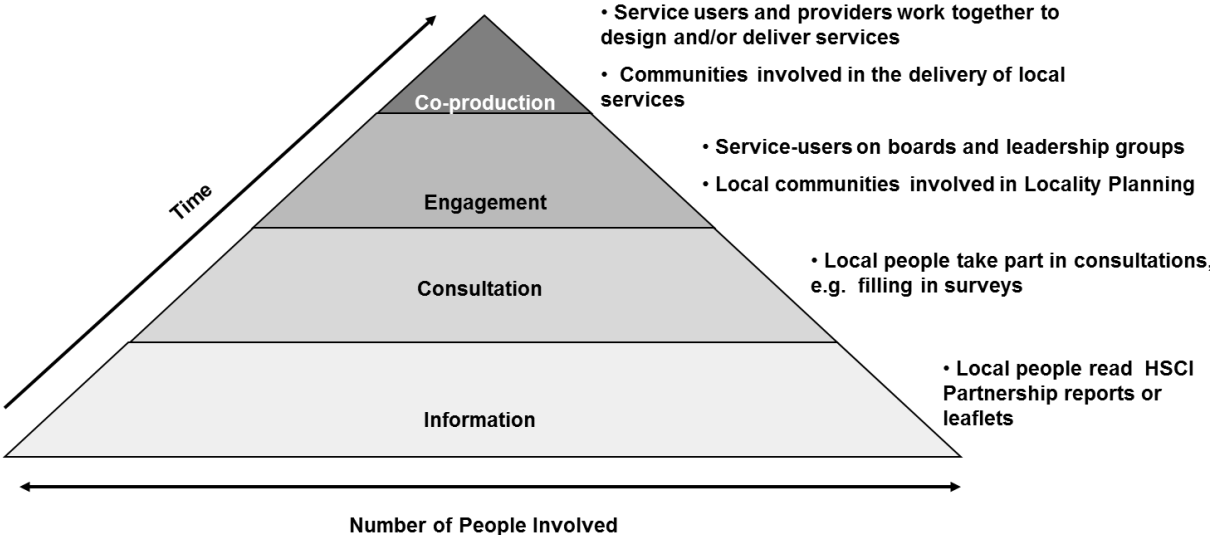 • Service users and providers work together to
design and/or deliver services
• Communities involved in the delivery of local
services
Co-production
• Service-users on boards and leadership groups
• Local communities involved in Locality Planning
Engagement
Time
• Local people take part in consultations,
e.g. filling in surveys
Consultation
• Local people read HSCI
Partnership reports or
leaflets
Information
Number of People Involved